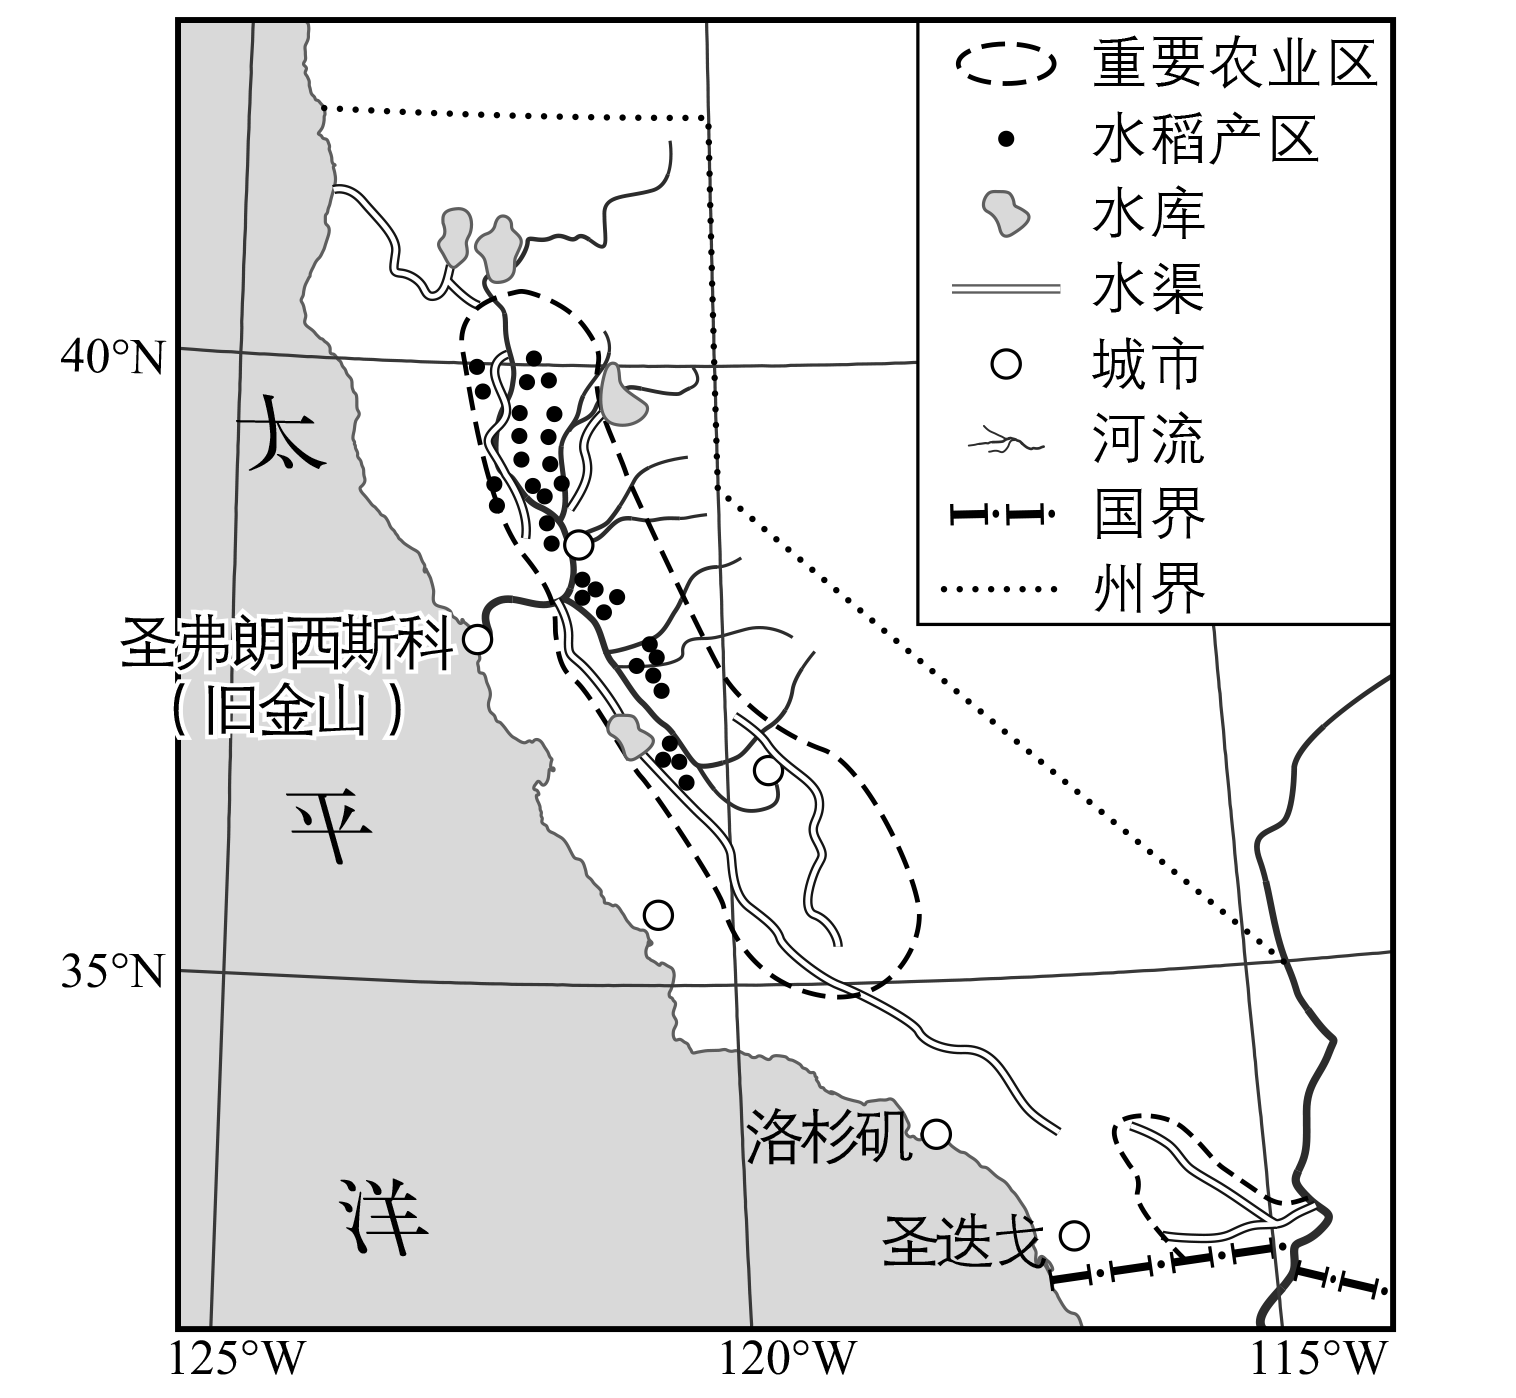 重要农业区
水稻产区
水库
水渠
城市
河流
国界
州界
40°N
太
平
洋
圣弗朗西斯科
（旧金山）
35°N
洛杉矶
圣迭戈
125°W
120°W
115°W